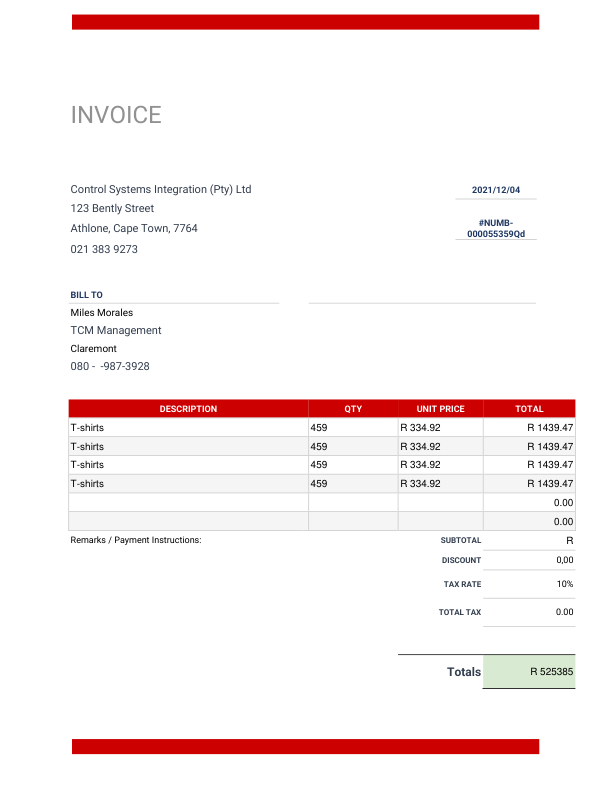 INVOICE
Control Systems Integration (Pty) Ltd
2021/12/04
123 Bently Street
Athlone, Cape Town, 7764
#NUMB-
000055359Qd
021 383 9273
BILL TO
Miles Morales
TCM Management
Claremont
080 -  -987-3928
DESCRIPTION QTY UNIT PRICE TOTAL
T-shirts 459 R 334.92 R 1439.47
T-shirts 459 R 334.92 R 1439.47
T-shirts 459 R 334.92 R 1439.47
T-shirts 459 R 334.92 R 1439.47
0.00
0.00
Remarks / Payment Instructions: SUBTOTAL R
DISCOUNT 0,00
TAX RATE 10%
TOTAL TAX 0.00
Totals R 525385